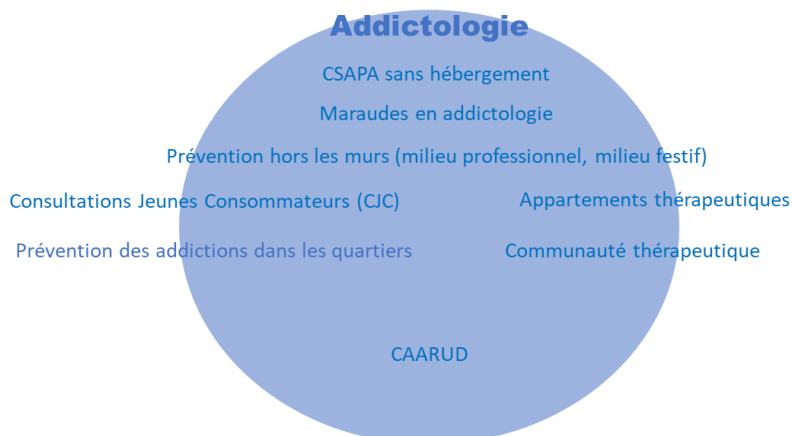 Addictologie
CSAPA sans hébergement
Maraudes en addictologie
Prévention hors les murs (milieu professionnel, milieu festif)
Consultations Jeunes Consommateurs (CJC)
Appartements thérapeutiques
Prévention des addictions dans les quartiers
Communauté thérapeutique
CAARUD